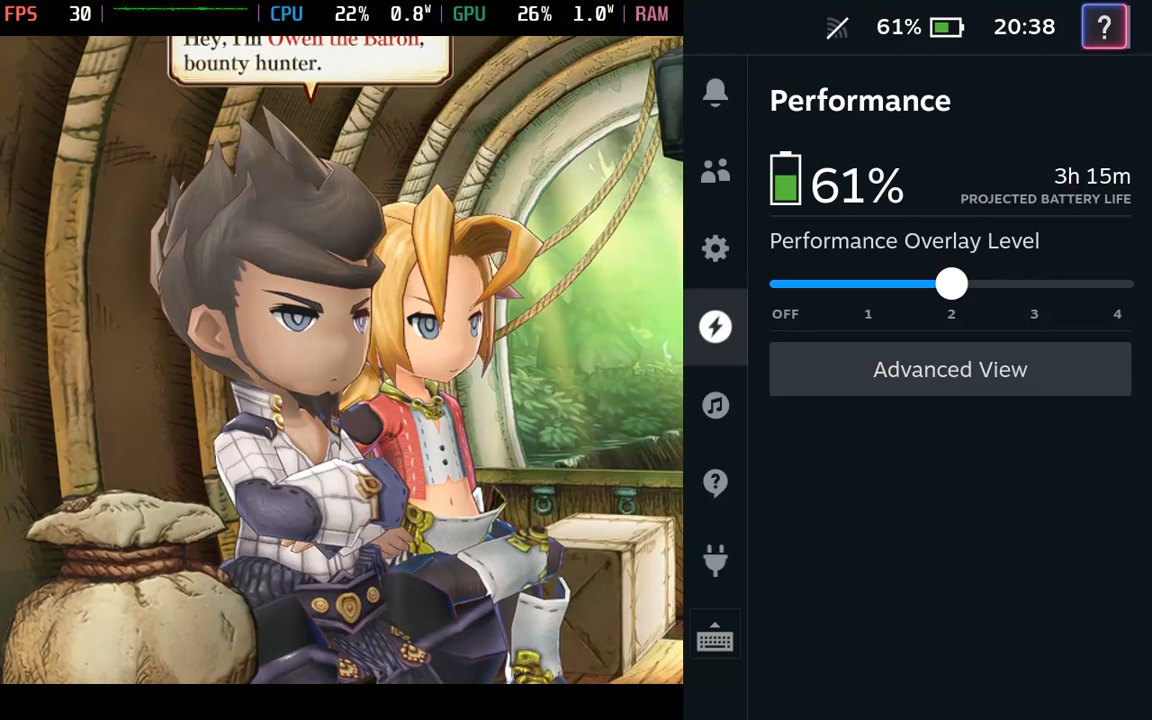 FPS 30 CPU 22% 0.8W GPU 26% 1.0W RAM
Hey, I'm Owen the Baron,
bounty hunter.
61% 20:38 ?
Performance
61%
3h 15m
PROJECTED BATTERY LIFE
Performance Overlay Level
OFF 1 2 3 4
Advanced View